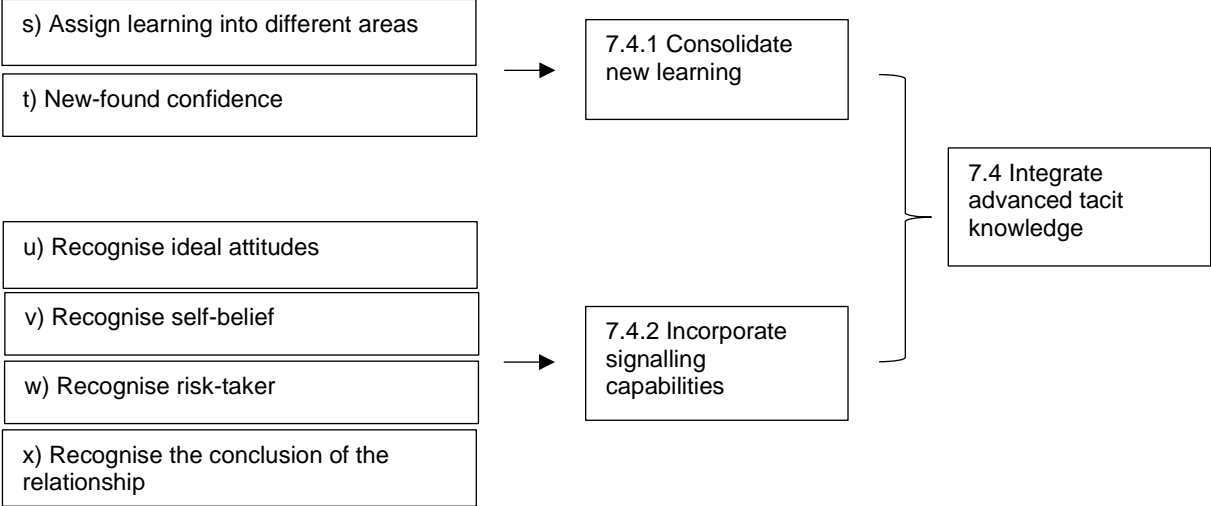 s) Assign learning into different areas
t) New-found confidence
7.4.1 Consolidate
new learning
u) Recognise ideal attitudes
v) Recognise self-belief
w) Recognise risk-taker
x) Recognise the conclusion of the
relationship
7.4.2 Incorporate
signalling
capabilities
7.4 Integrate
advanced tacit
knowledge